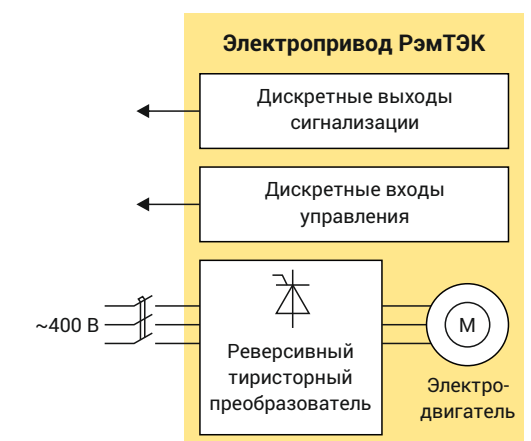 Электропривод РэмТЭК
Дискретные выходы
сигнализации
Дискретные входы
управления
~400 В
Реверсивный
тиристорный
преобразователь
М
Электро-
двигатель